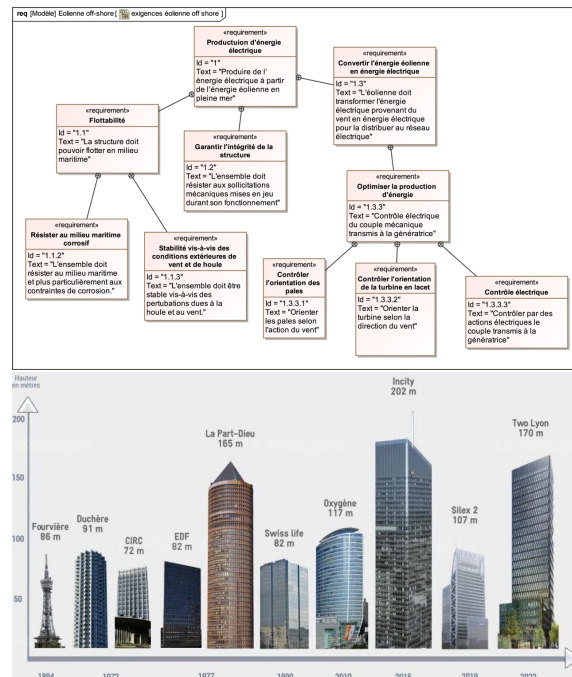 req [Modèle] Eolienne off-shore [ exigences éolienne off shore ]
«requirement»
Productuion d'énergie
électrique
Id = "1"
Text = "Produire de l'
énergie électrique à partir
de l'énergie éolienne en
pleine mer"
«requirement»
Convertir l'énergie éolienne
en énergie électrique
Id = "1.3"
Text = "L'éolienne doit
transformer l'énergie
électrique provenant du
vent en énergie électrique
pour la distribuer au réseau
électrique"
«requirement»
Flottabilité
Id = "1.1"
Text = "La structure doit
pouvoir flotter en milieu
maritime"
«requirement»
Garantir l'intégrité de la
structure
Id = "1.2"
Text = "L'ensemble doit
résister aux sollicitations
mécaniques mises en jeu
durant son fonctionnement"
«requirement»
Optimiser la production
d'énergie
Id = "1.3.3"
Text = "Contrôle électrique
du couple mécanique
transmis à la génératrice"
«requirement»
Résister au milieu maritime
corrosif
Id = "1.1.2"
Text = "L'ensemble doit
résister au milieu maritime
et plus particulièrement aux
contraintes de corrosion."
«requirement»
Stabilité vis-à-vis des
conditions extérieures de
vent et de houle
Id = "1.1.3"
Text = "L'ensemble doit être
stable vis-à-vis des
pertubations dues à la
houle et au vent."
«requirement»
Contrôler
l'orientation des
pales
Id = "1.3.3.1"
Text = "Orienter
les pales selon
l'action du vent"
«requirement»
Contrôler l'orientation
de la turbine en lacet
Id = "1.3.3.2"
Text = "Orienter la
turbine selon la
direction du vent"
«requirement»
Contrôle électrique
Id = "1.3.3.3"
Text = "Contrôler par des
actions électriques le
couple transmis à la
génératrice"
Hauteur
en mètres
200
150
100
50
Fourvière
86 m
Duchère
91 m
CIRC
72 m
EDF
82 m
La Part-Dieu
165 m
Swiss life
82 m
Oxygène
117 m
Incity
202 m
Silex 2
107 m
Two Lyon
170 m
1894
1972
1977
1990
2010
2015
2019
2022